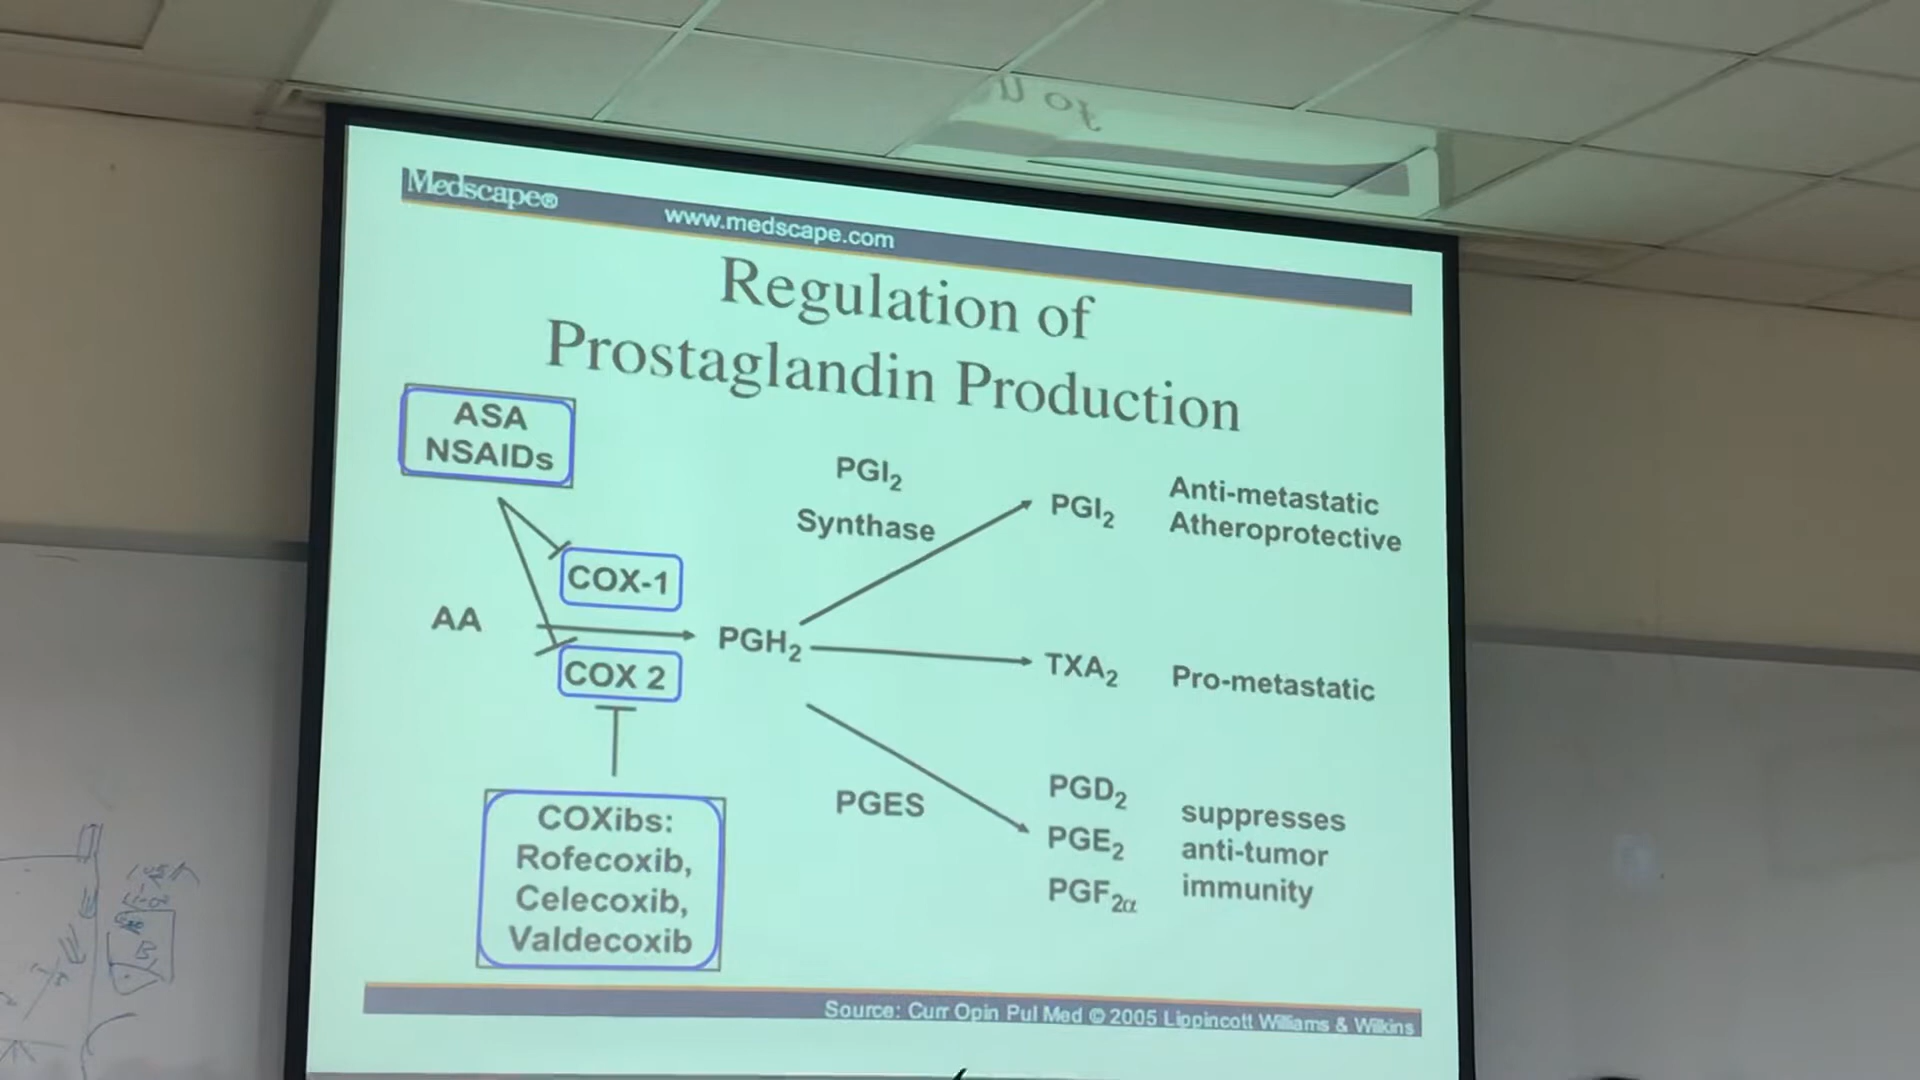 Medscape®
www.medscape.com
Regulation of
Prostaglandin Production
ASA
NSAIDs
PGI₂
Synthase
PGI₂
Anti-metastatic
Atheroprotective
COX-1
AA
PGH₂
COX 2
TXA₂
Pro-metastatic
COXibs:
Rofecoxib,
Celecoxib,
Valdecoxib
PGES
PGD₂
PGE₂
PGF₂α
suppresses
anti-tumor
immunity
Source: Curr Opin Pul Med © 2005 Lippincott Williams & Wilkins